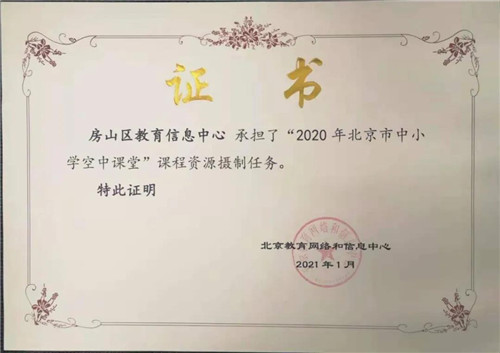 证书
房山区教育信息中心 承担了“2020年北京市中小
学空中课堂”课程资源摄制任务。
特此证明
北京教育网络和信息中心
2021年1月